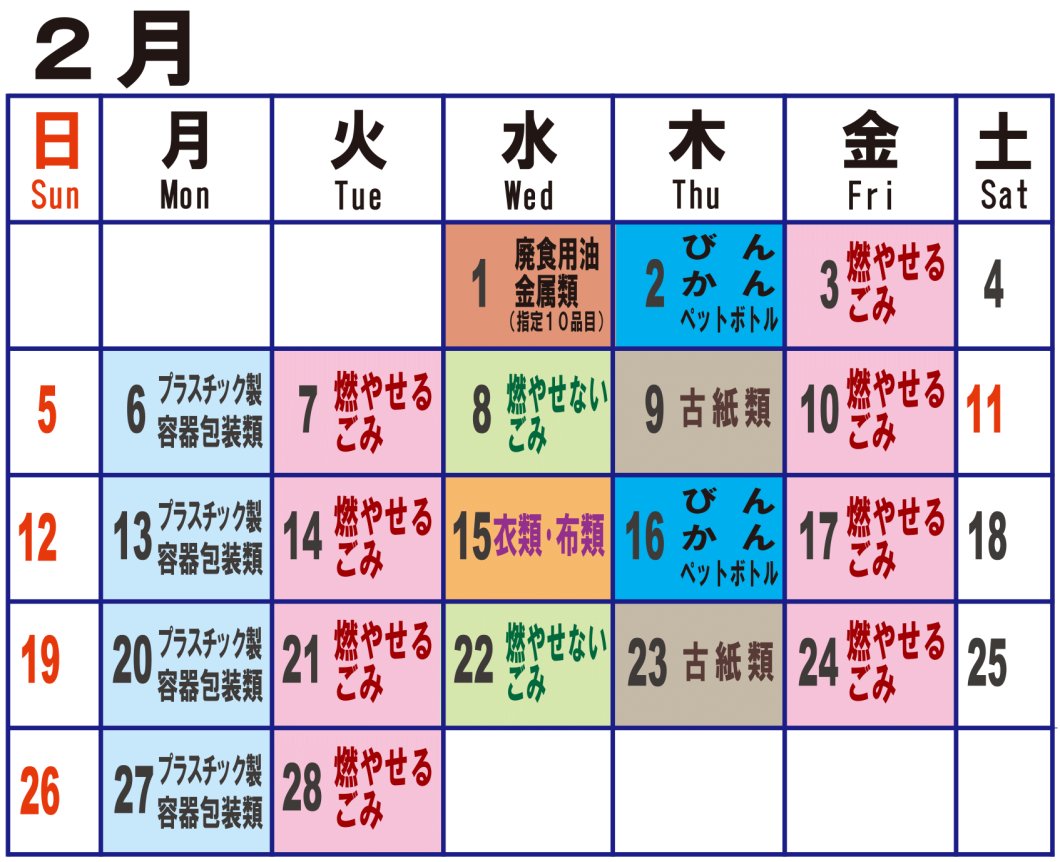 2月
日 月 火 水 木 金 土
Sun Mon Tue Wed Thu Fri Sat
1 廃食用油
金属類
(指定10品目)
2 びん
かん
ペットボトル
3 燃やせる
ごみ
4
5
6 プラスチック製
容器包装類
7 燃やせる
ごみ
8 燃やせない
ごみ
9 古紙類
10 燃やせる
ごみ
11
12
13 プラスチック製
容器包装類
14 燃やせる
ごみ
15 衣類・布類
16 びん
かん
ペットボトル
17 燃やせる
ごみ
18
19
20 プラスチック製
容器包装類
21 燃やせる
ごみ
22 燃やせない
ごみ
23 古紙類
24 燃やせる
ごみ
25
26
27 プラスチック製
容器包装類
28 燃やせる
ごみ